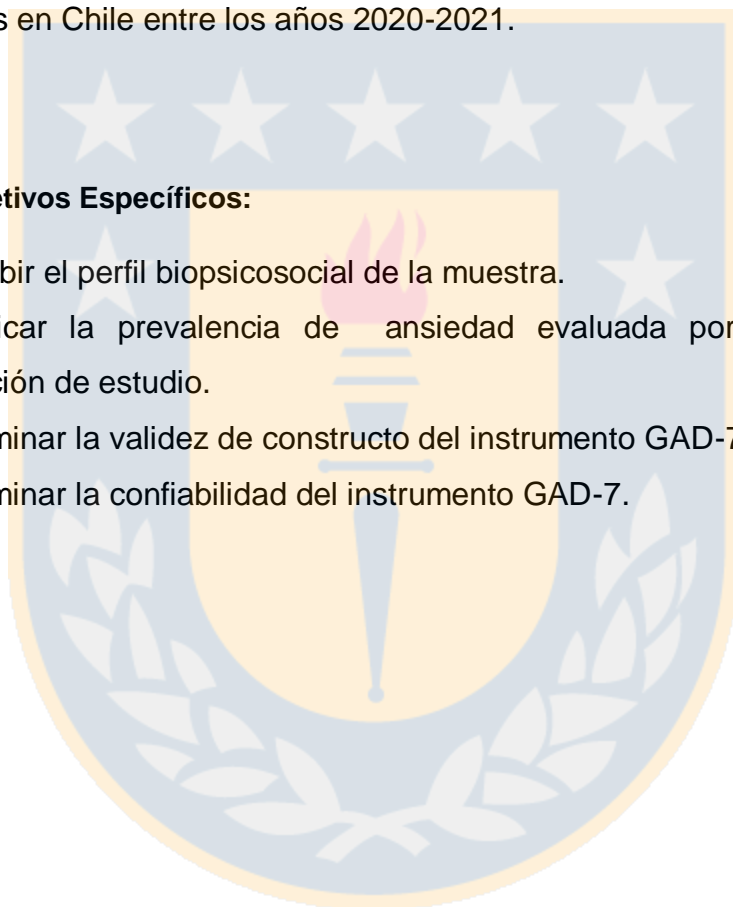 s en Chile entre los años 2020-2021.
etivos Específicos:
ibir el perfil biopsicosocial de la muestra.
icar la prevalencia de ansiedad evaluada por
ción de estudio.
minar la validez de constructo del instrumento GAD-7
minar la confiabilidad del instrumento GAD-7.